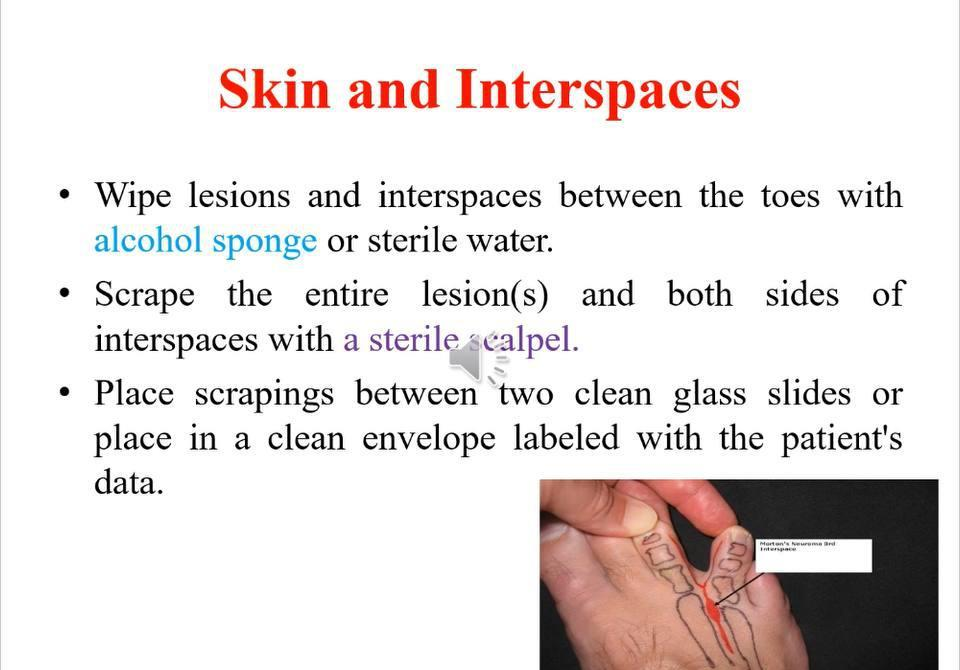 Skin and Interspaces
• Wipe lesions and interspaces between the toes with
alcohol sponge or sterile water.
• Scrape the entire lesion(s) and both sides of
interspaces with a sterile scalpel.
• Place scrapings between two clean glass slides or
place in a clean envelope labeled with the patient's
data.
Morton's Neuroma 3rd
Interspace